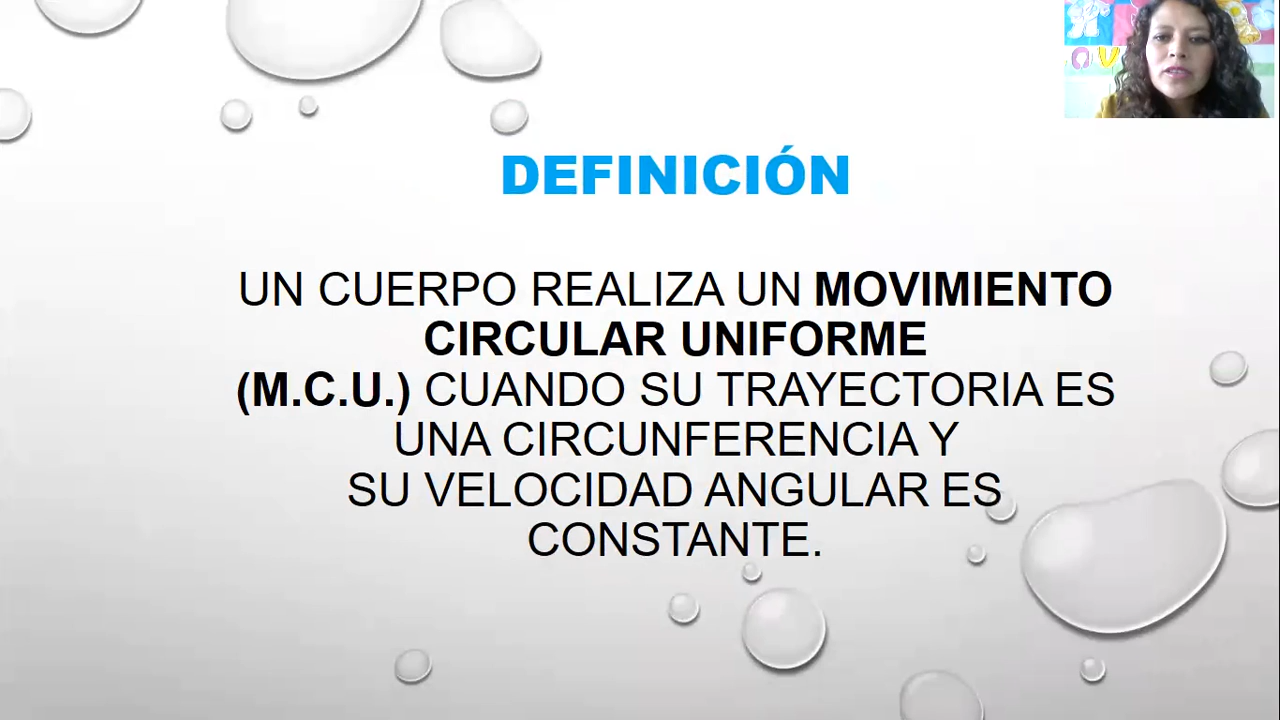 DEFINICIÓN
UN CUERPO REALIZA UN MOVIMIENTO
CIRCULAR UNIFORME
(M.C.U.) CUANDO SU TRAYECTORIA ES
UNA CIRCUNFERENCIA Y
SU VELOCIDAD ANGULAR ES
CONSTANTE.